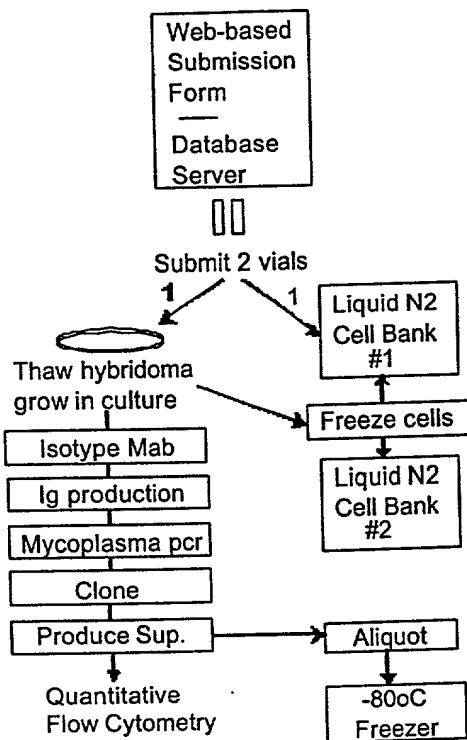 Web-based
Submission
Form
Database
Server
Submit 2 vials
1
1
Liquid N2
Cell Bank
#1
Thaw hybridoma
grow in culture
Freeze cells
Isotype Mab
Ig production
Mycoplasma pcr
Clone
Produce Sup.
Liquid N2
Cell Bank
#2
Aliquot
Quantitative
Flow Cytometry
-80oC
Freezer